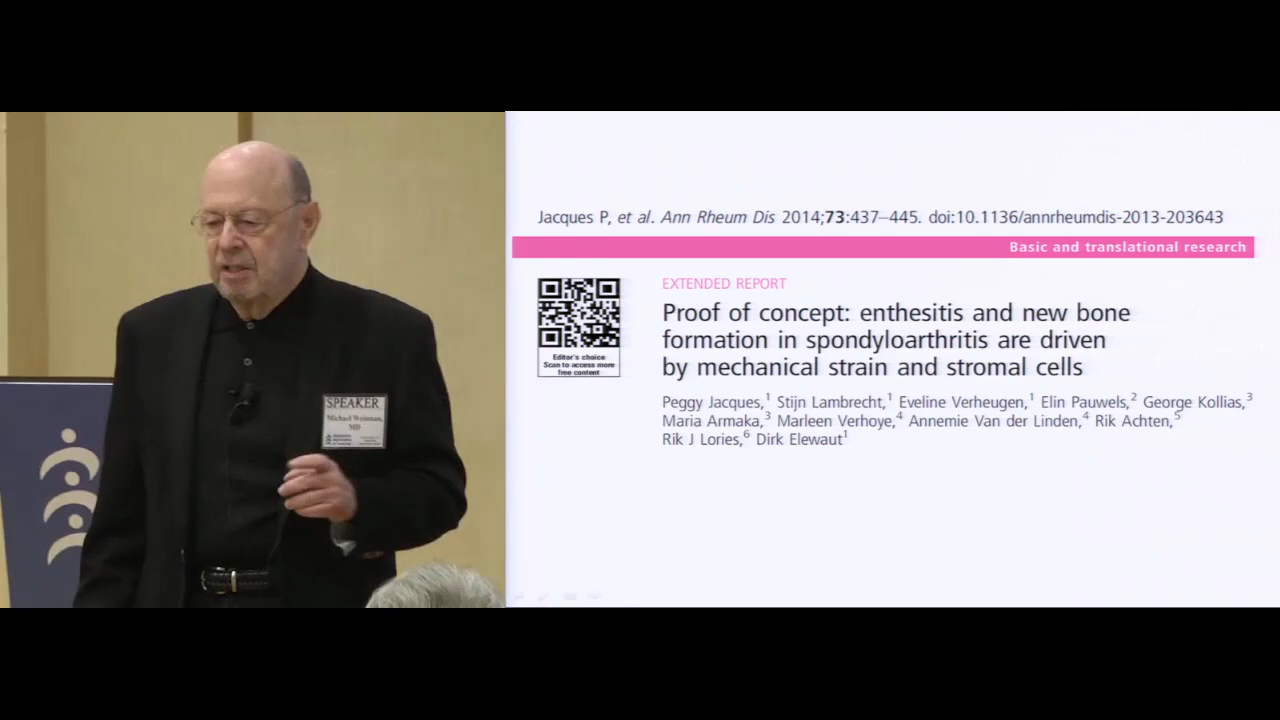 SPEAKER
Michael Weisman,
MD
Jacques P, et al. Ann Rheum Dis 2014;73:437–445. doi:10.1136/annrheumdis-2013-203643
Basic and translational research
EXTENDED REPORT
Proof of concept: enthesitis and new bone
formation in spondyloarthritis are driven
by mechanical strain and stromal cells
Editor's choice
Scan to access more
free content
Peggy Jacques,1 Stijn Lambrecht,1 Eveline Verheugen,1 Elin Pauwels,2 George Kollias,3
Maria Armaka,3 Marleen Verhoye,4 Annemie Van der Linden,4 Rik Achten,5
Rik J Lories,6 Dirk Elewaut1